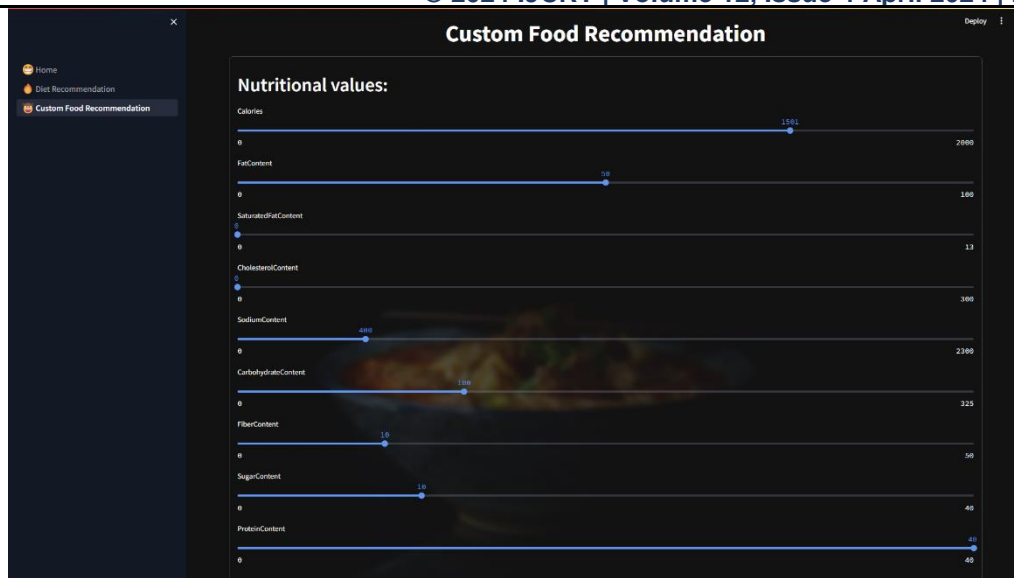 Deploy
Custom Food Recommendation
Home
Diet Recommendation
Custom Food Recommendation
Nutritional values:
Calories
1501
0 2000
FatContent
50
0 100
SaturatedFatContent
0
0 13
CholesterolContent
0
0 300
SodiumContent
400
0 2300
CarbohydrateContent
100
0 325
FiberContent
10
0 50
SugarContent
10
0 40
ProteinContent
40
0 40